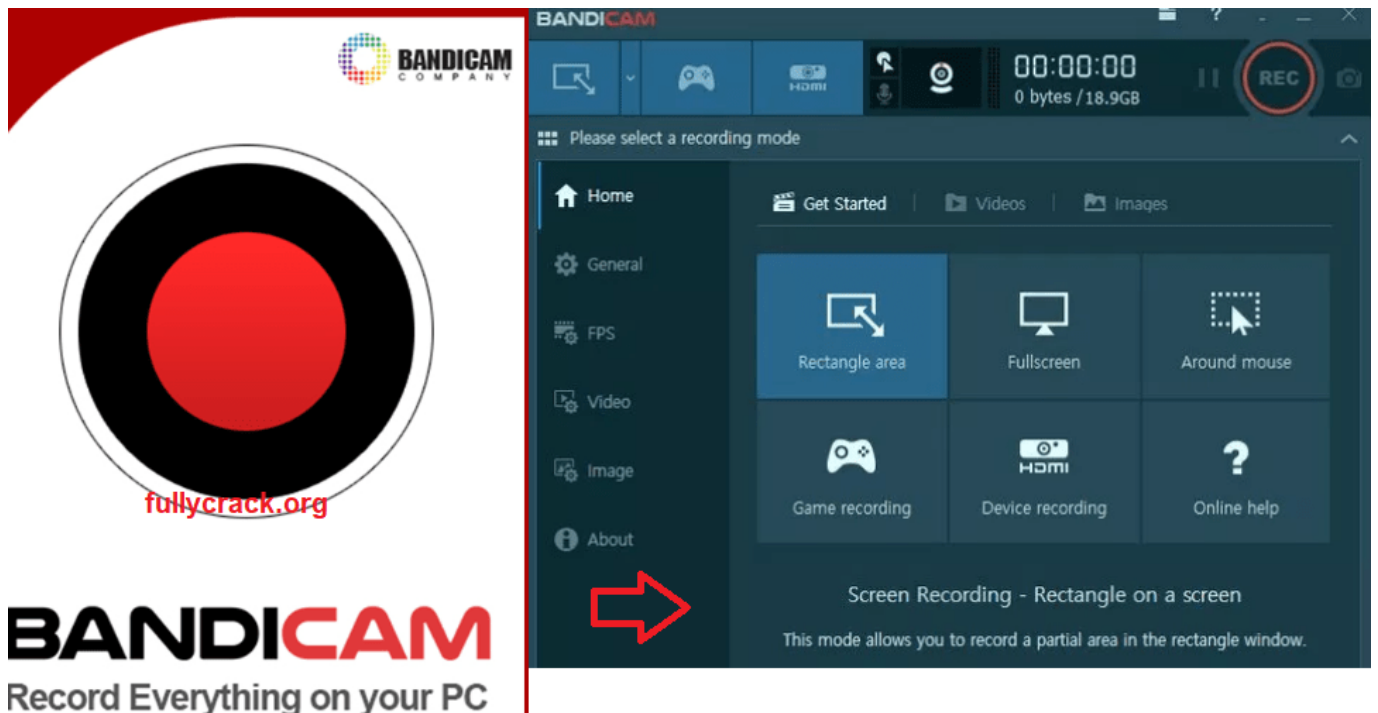 BANDICAM
COMPANY
fullycrack.org
BANDICAM
Record Everything on your PC
BANDICAM
?
HDMI
00:00:00
0 bytes / 18.9GB
REC
Please select a recording mode
Home
General
FPS
Video
Image
About
Get Started
Videos
Images
Rectangle area
Fullscreen
Around mouse
Game recording
HDMI
Device recording
?
Online help
Screen Recording - Rectangle on a screen
This mode allows you to record a partial area in the rectangle window.